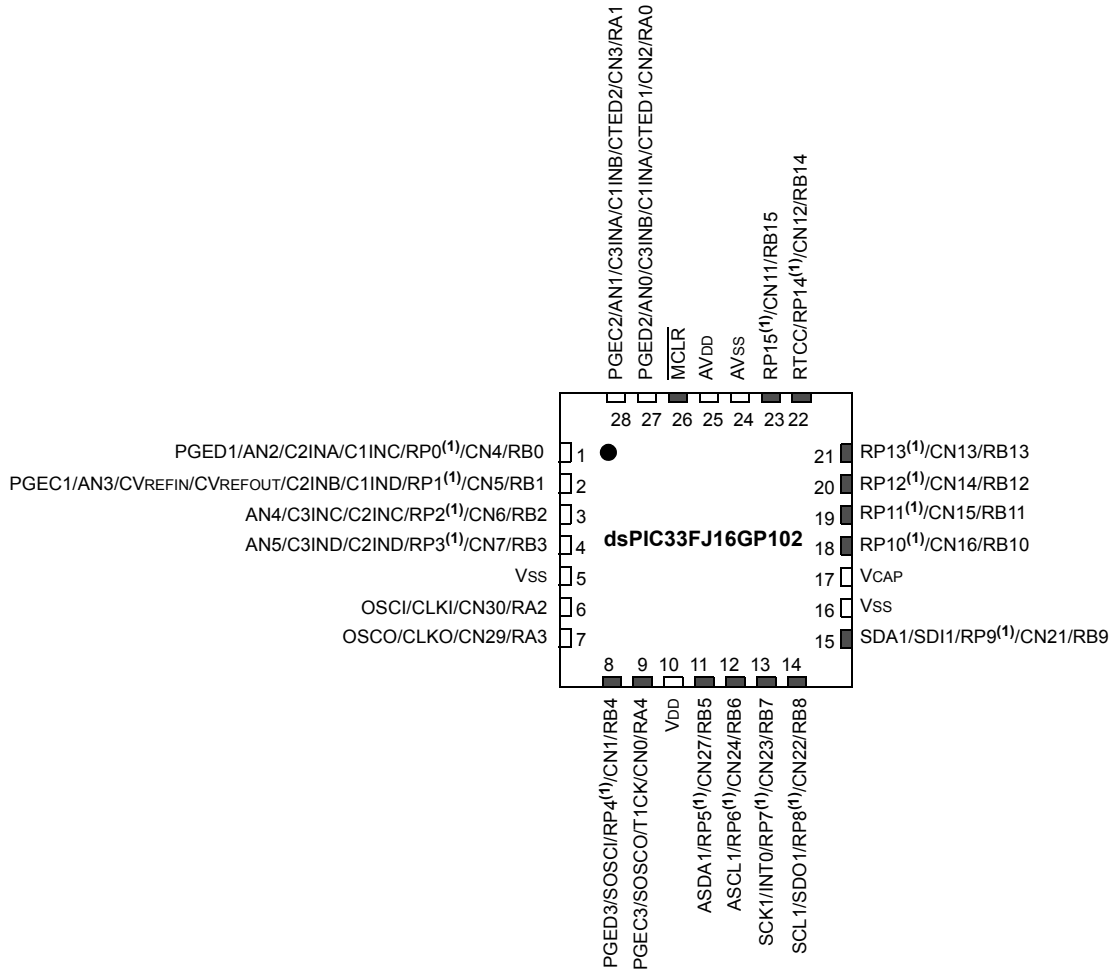 PGEC2/AN1/C3INA/C1INB/CTED2/CN3/RA1
PGED2/AN0/C3INB/C1INA/CTED1/CN2/RA0
MCLR
AVDD
AVSS
RP15(1)/CN11/RB15
RTCC/RP14(1)/CN12/RB14
28 27 26 25 24 23 22
PGED1/AN2/C2INA/C1INC/RP0(1)/CN4/RB0 1
PGEC1/AN3/CVREFIN/CVREFOUT/C2INB/C1IND/RP1(1)/CN5/RB1 2
AN4/C3INC/C2INC/RP2(1)/CN6/RB2 3
AN5/C3IND/C2IND/RP3(1)/CN7/RB3 4
VSS 5
OSCI/CLKI/CN30/RA2 6
OSCO/CLKO/CN29/RA3 7
dsPIC33FJ16GP102
21 RP13(1)/CN13/RB13
20 RP12(1)/CN14/RB12
19 RP11(1)/CN15/RB11
18 RP10(1)/CN16/RB10
17 VCAP
16 VSS
15 SDA1/SDI1/RP9(1)/CN21/RB9
8 9 10 11 12 13 14
PGED3/SOSCI/RP4(1)/CN1/RB4
PGEC3/SOSCO/T1CK/CN0/RA4
VDD
ASDA1/RP5(1)/CN27/RB5
ASCL1/RP6(1)/CN24/RB6
SCK1/INT0/RP7(1)/CN23/RB7
SCL1/SDO1/RP8(1)/CN22/RB8